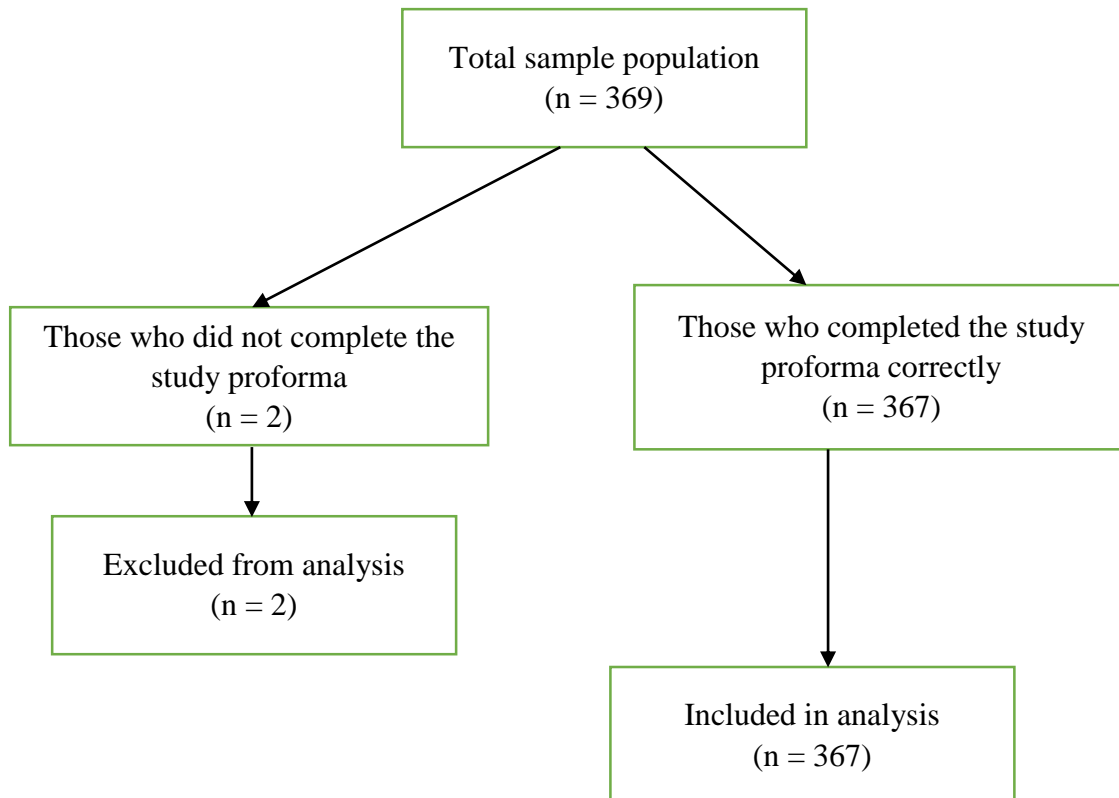 Total sample population
(n = 369)
Those who did not complete the
study proforma
(n = 2)
Those who completed the study
proforma correctly
(n = 367)
Excluded from analysis
(n = 2)
Included in analysis
(n = 367)